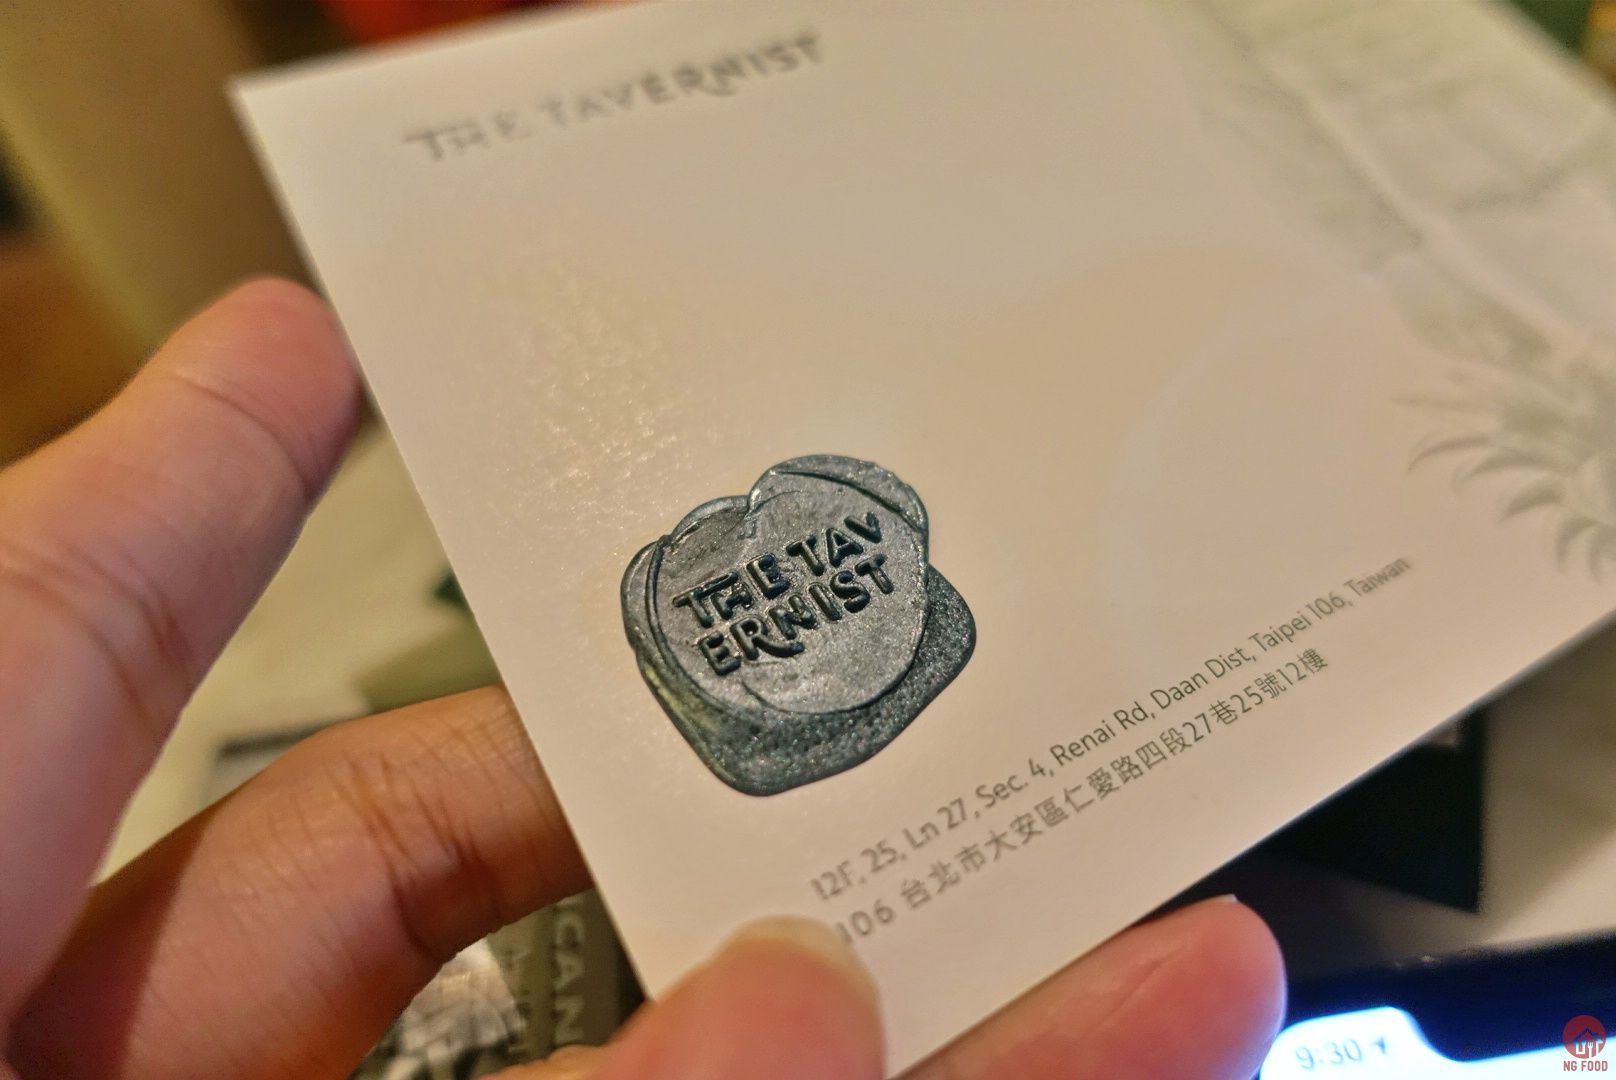 THE TAVERNIST
THE TAV
ERNIST
12F, 25, Ln 27, Sec. 4, Renai Rd, Daan Dist, Taipei 106, Taiwan
106 台北市大安區仁愛路四段27巷25號12樓
9:30
NG FOOD